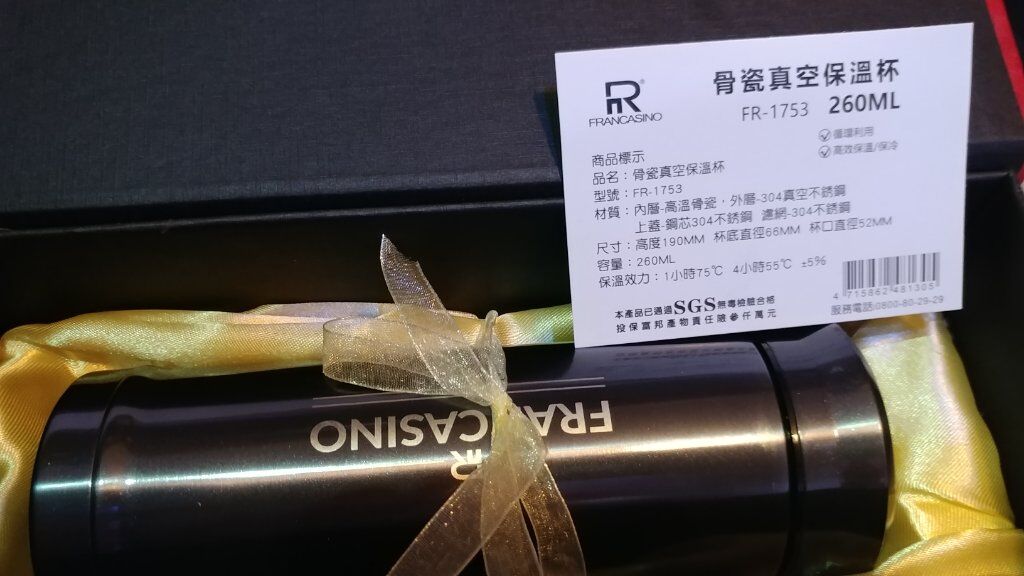 R®
FRANCASINO
骨瓷真空保溫杯
FR-1753 260ML
循環利用
高效保溫/保冷
商品標示
品名：骨瓷真空保溫杯
型號：FR-1753
材質：內層-高溫骨瓷，外層-304真空不銹鋼
上蓋-鋼芯304不銹鋼 濾網-304不銹鋼
尺寸：高度190MM 杯底直徑66MM 杯口直徑52MM
容量：260ML
保溫效力：1小時75℃ 4小時55℃ ±5%
本產品已通過SGS無毒檢驗合格
投保富邦產物責任險參仟萬元
4 715862 481305
服務電話:0800-80-29-29
FRANCASINO
R